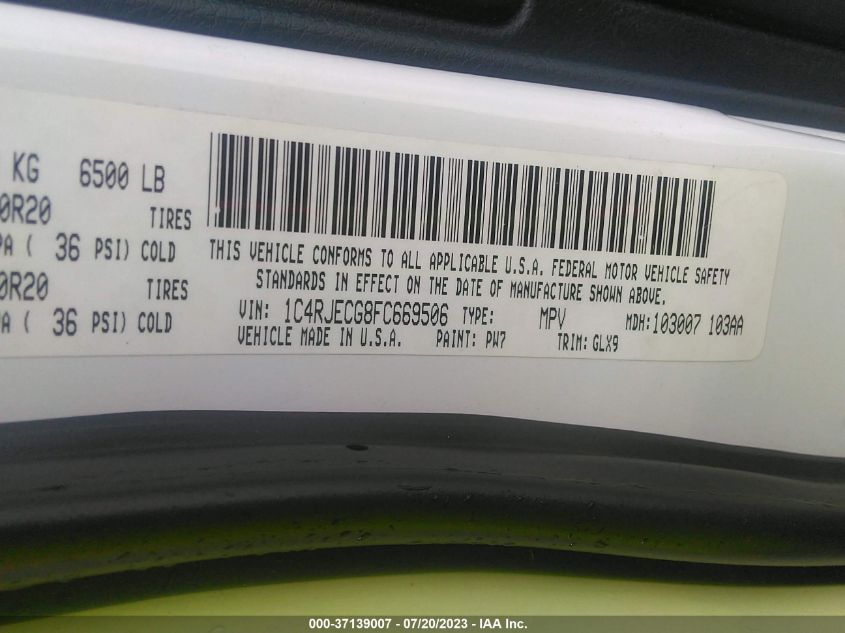 KG 6500 LB
0R20 TIRES
PA ( 36 PSI) COLD
0R20 TIRES
A ( 36 PSI) COLD
THIS VEHICLE CONFORMS TO ALL APPLICABLE U.S.A. FEDERAL MOTOR VEHICLE SAFETY
STANDARDS IN EFFECT ON THE DATE OF MANUFACTURE SHOWN ABOVE.
VIN: 1C4RJECG8FC669506 TYPE: MPV MDH: 103007 103AA
VEHICLE MADE IN U.S.A. PAINT: PW7 TRIM: GLX9
000-37139007 / 07/20/2023 - IAA Inc.